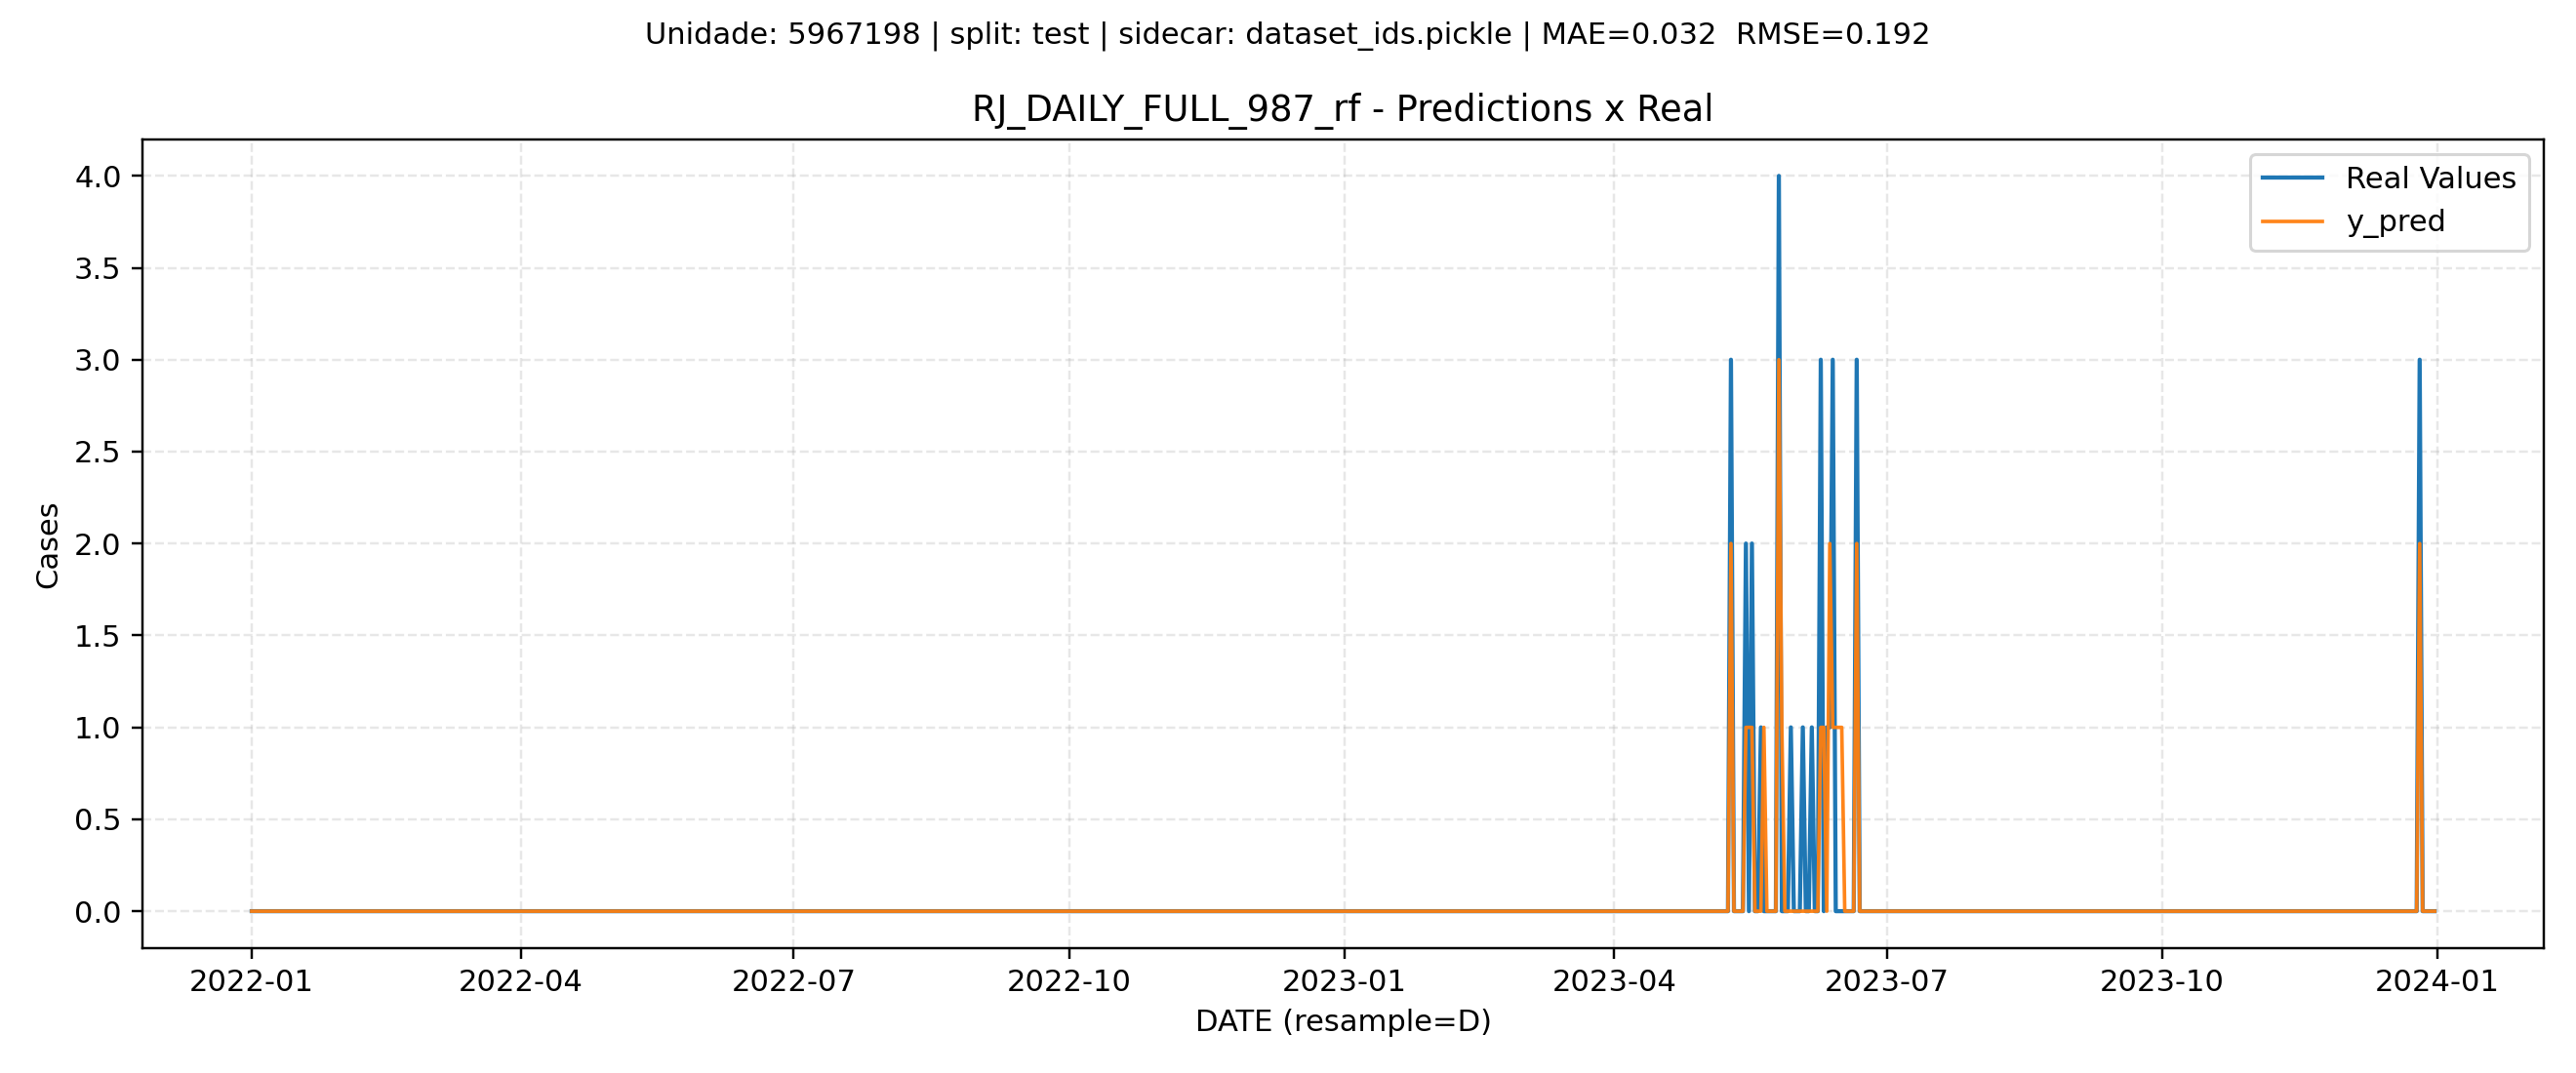 Unidade: 5967198 | split: test | sidecar: dataset_ids.pickle | MAE=0.032  RMSE=0.192
RJ_DAILY_FULL_987_rf - Predictions x Real
Real Values
y_pred
4.0
3.5
3.0
2.5
2.0
1.5
1.0
0.5
0.0
Cases
2022-01 2022-04 2022-07 2022-10 2023-01 2023-04 2023-07 2023-10 2024-01
DATE (resample=D)